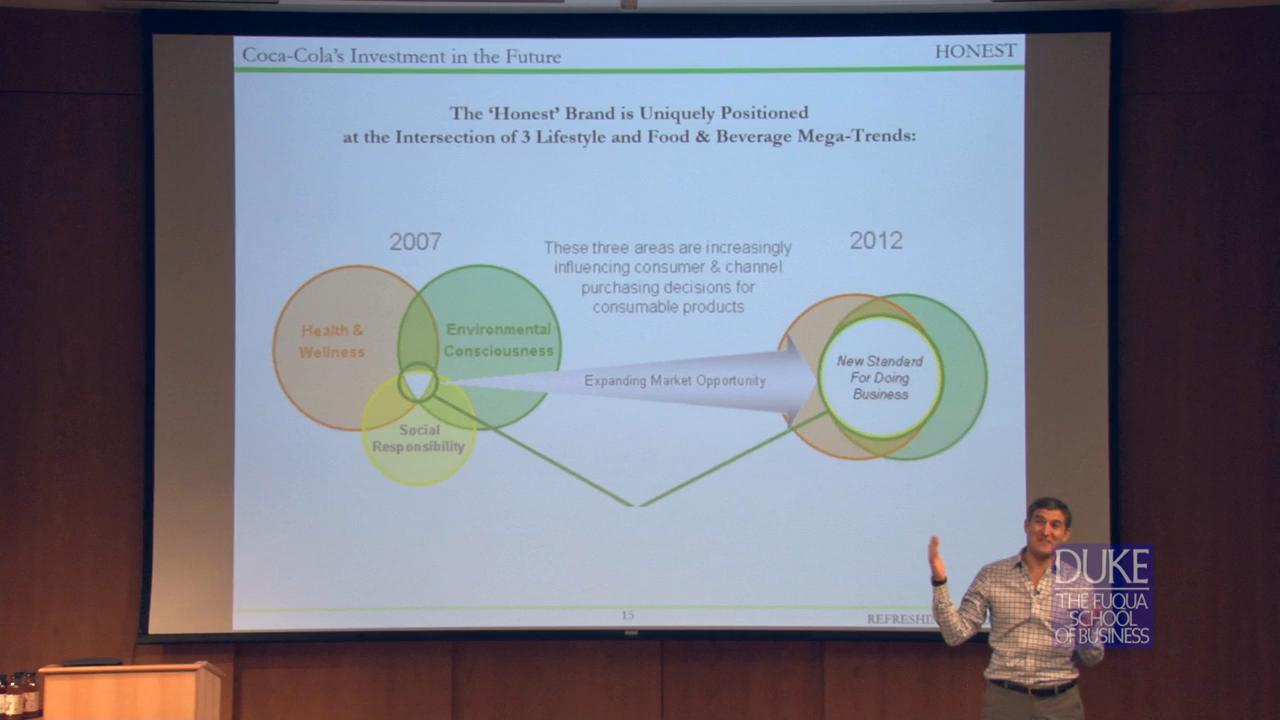 Coca-Cola's Investment in the Future
HONEST
The 'Honest' Brand is Uniquely Positioned
at the Intersection of 3 Lifestyle and Food & Beverage Mega-Trends:
2007
These three areas are increasingly
influencing consumer & channel
purchasing decisions for
consumable products
2012
Health &
Wellness
Environmental
Consciousness
Social
Responsibility
Expanding Market Opportunity
New Standard
For Doing
Business
15
DUKE
THE FUQUA
SCHOOL
OF BUSINESS